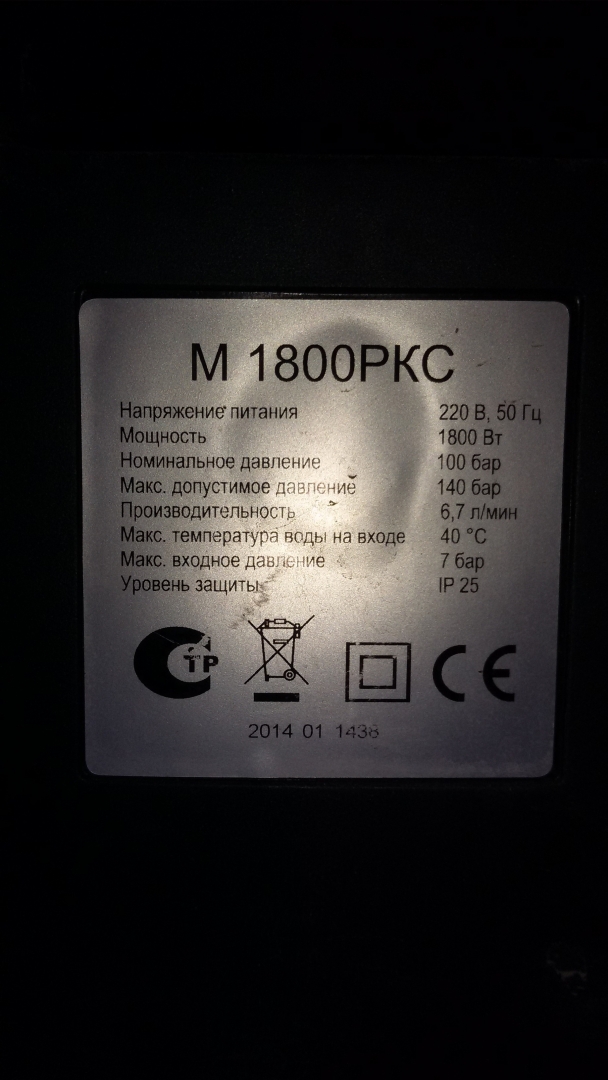 М 1800РКС
Напряжение питания 220 В, 50 Гц
Мощность 1800 Вт
Номинальное давление 100 бар
Макс. допустимое давление 140 бар
Производительность 6,7 л/мин
Макс. температура воды на входе 40 °C
Макс. входное давление 7 бар
Уровень защиты IP 25
ТР CE
2014 01 1438